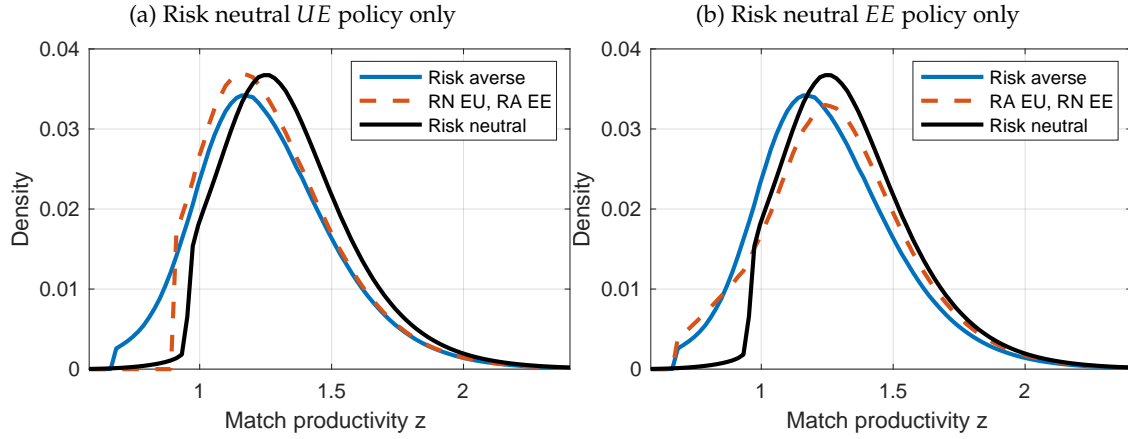 (a) Risk neutral UE policy only
0.04
0.03
0.02
0.01
0
Density
1
1.5
2
Match productivity z
Risk averse
RN EU, RA EE
Risk neutral
(b) Risk neutral EE policy only
0.04
0.03
0.02
0.01
0
Density
1
1.5
2
Match productivity z
Risk averse
RA EU, RN EE
Risk neutral